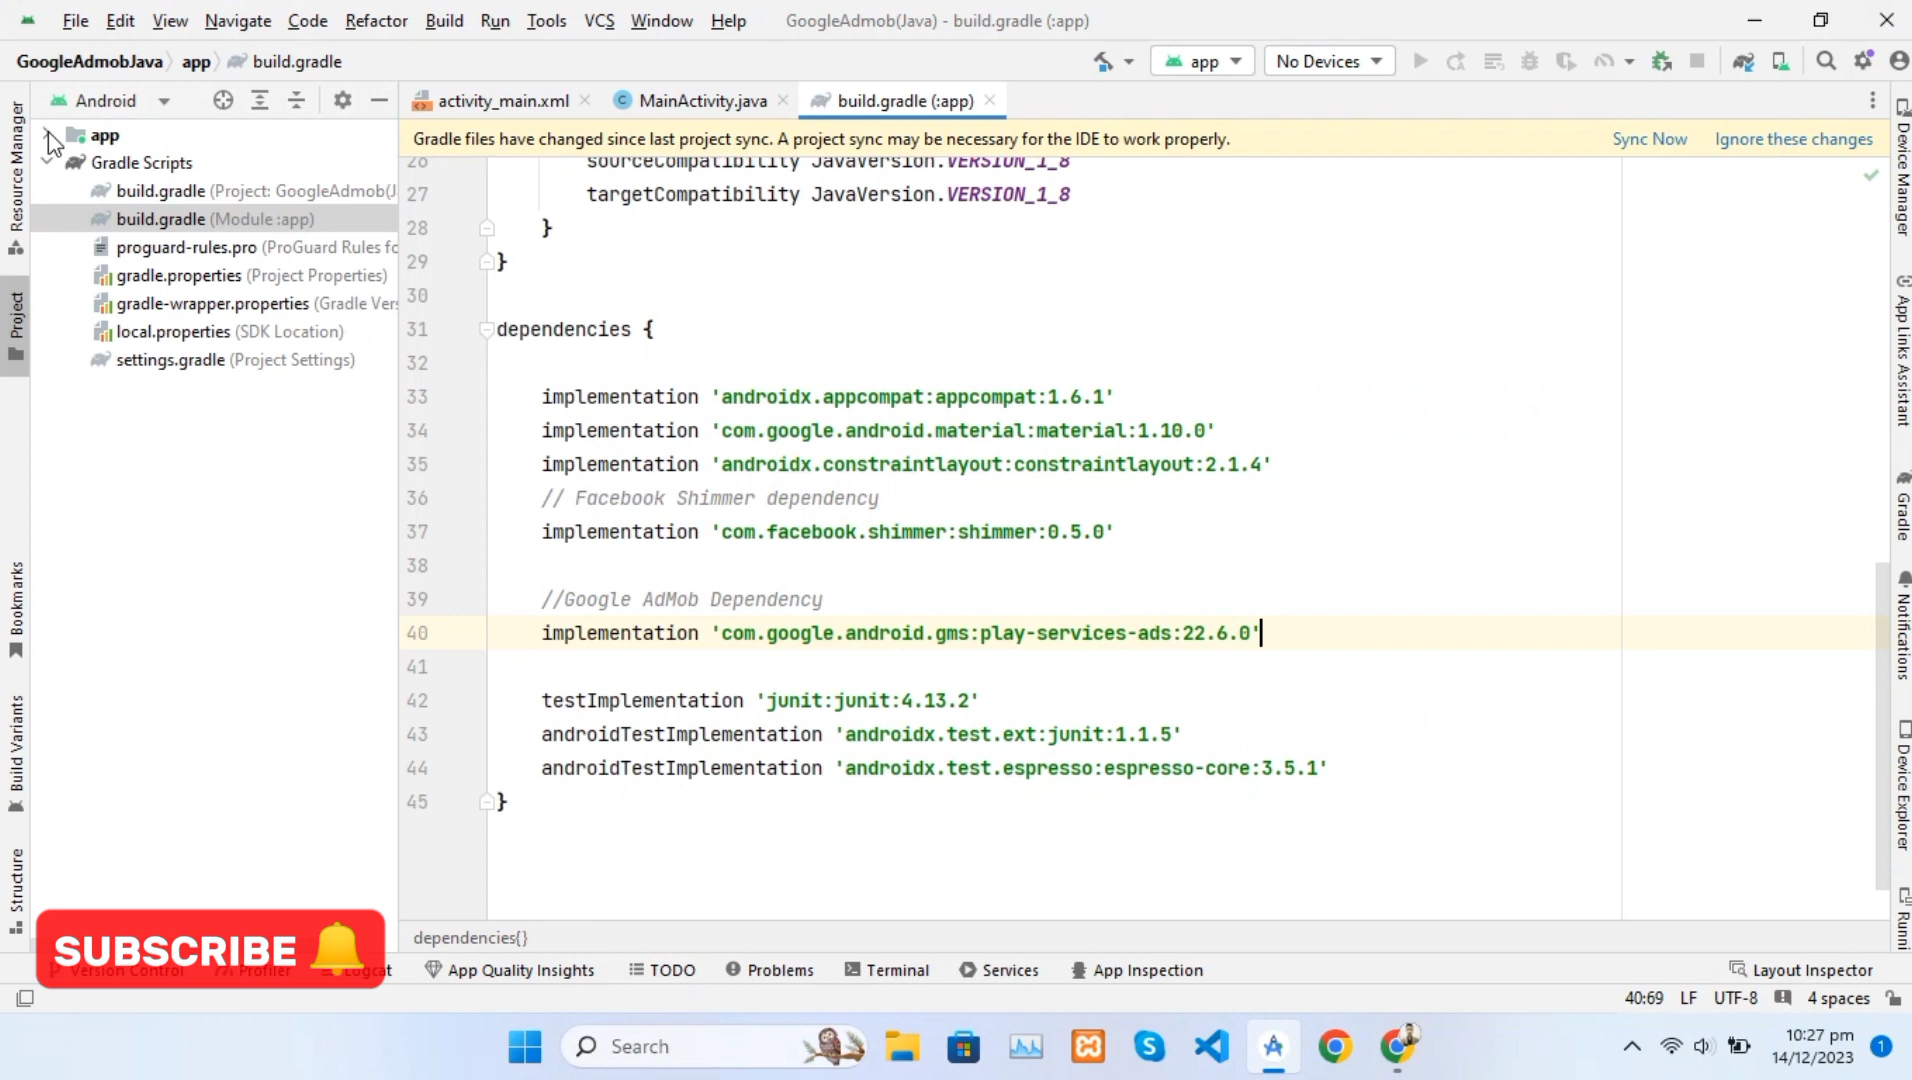 File Edit View Navigate Code Refactor Build Run Tools VCS Window Help GoogleAdmob(Java) - build.gradle (:app)
GoogleAdmobJava app build.gradle app No Devices
Android activity_main.xml MainActivity.java build.gradle (:app)
Gradle files have changed since last project sync. A project sync may be necessary for the IDE to work properly. Sync Now Ignore these changes
app
Gradle Scripts
build.gradle (Project: GoogleAdmob(J
build.gradle (Module :app)
proguard-rules.pro (ProGuard Rules fo
gradle.properties (Project Properties)
gradle-wrapper.properties (Gradle Ver
local.properties (SDK Location)
settings.gradle (Project Settings)
26 sourceCompatibility JavaVersion.VERSION_1_8
27 targetCompatibility JavaVersion.VERSION_1_8
28 }
29 }
30
31 dependencies {
32
33 implementation 'androidx.appcompat:appcompat:1.6.1'
34 implementation 'com.google.android.material:material:1.10.0'
35 implementation 'androidx.constraintlayout:constraintlayout:2.1.4'
36 // Facebook Shimmer dependency
37 implementation 'com.facebook.shimmer:shimmer:0.5.0'
38
39 //Google AdMob Dependency
40 implementation 'com.google.android.gms:play-services-ads:22.6.0'
41
42 testImplementation 'junit:junit:4.13.2'
43 androidTestImplementation 'androidx.test.ext:junit:1.1.5'
44 androidTestImplementation 'androidx.test.espresso:espresso-core:3.5.1'
45 }
dependencies{}
Resource Manager
Project
Bookmarks
Build Variants
Structure
Device Manager
App Links Assistant
Gradle
Notifications
Device Explorer
Runni
SUBSCRIBE
Version Control Profiler Logcat App Quality Insights TODO Problems Terminal Services App Inspection Layout Inspector
40:69 LF UTF-8 4 spaces
Search
10:27 pm
14/12/2023
1